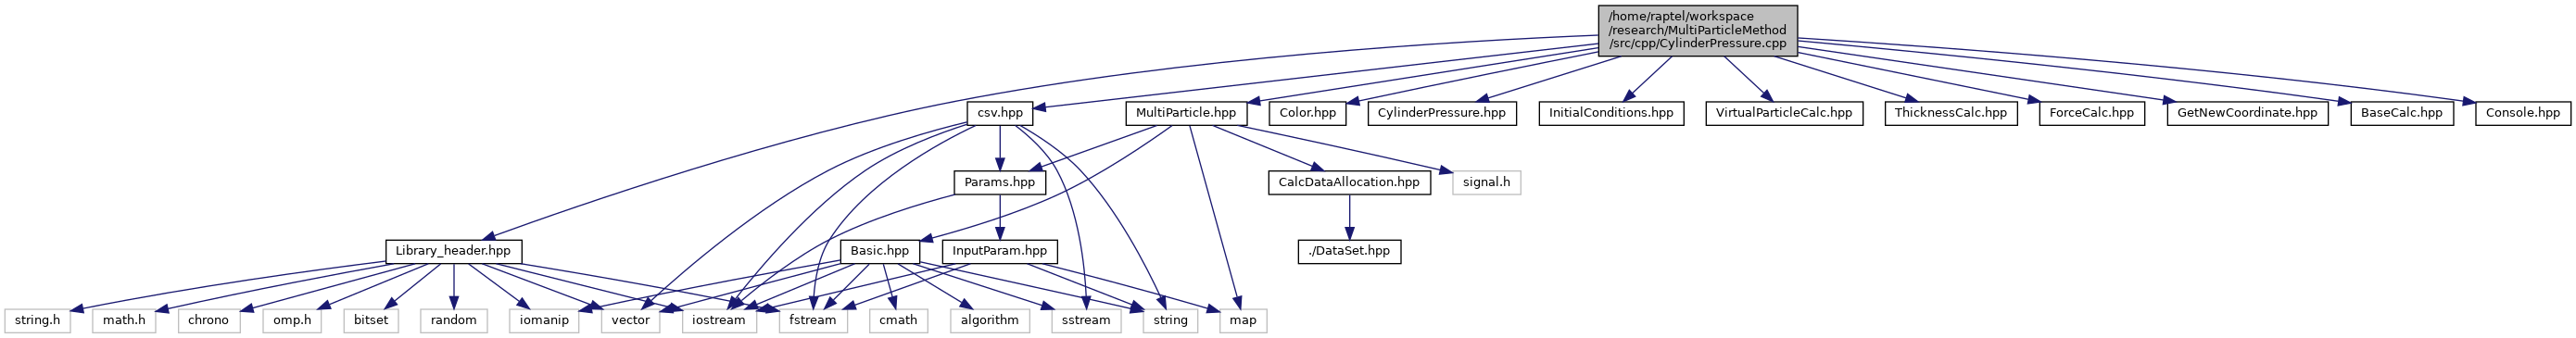 /home/raptel/workspace
/research/MultiParticleMethod
/src/cpp/CylinderPressure.cpp
csv.hpp
MultiParticle.hpp
Color.hpp
CylinderPressure.hpp
InitialConditions.hpp
VirtualParticleCalc.hpp
ThicknessCalc.hpp
ForceCalc.hpp
GetNewCoordinate.hpp
BaseCalc.hpp
Console.hpp
Params.hpp
CalcDataAllocation.hpp
signal.h
Library_header.hpp
Basic.hpp
InputParam.hpp
./DataSet.hpp
string.h
math.h
chrono
omp.h
bitset
random
iomanip
vector
iostream
fstream
cmath
algorithm
sstream
string
map